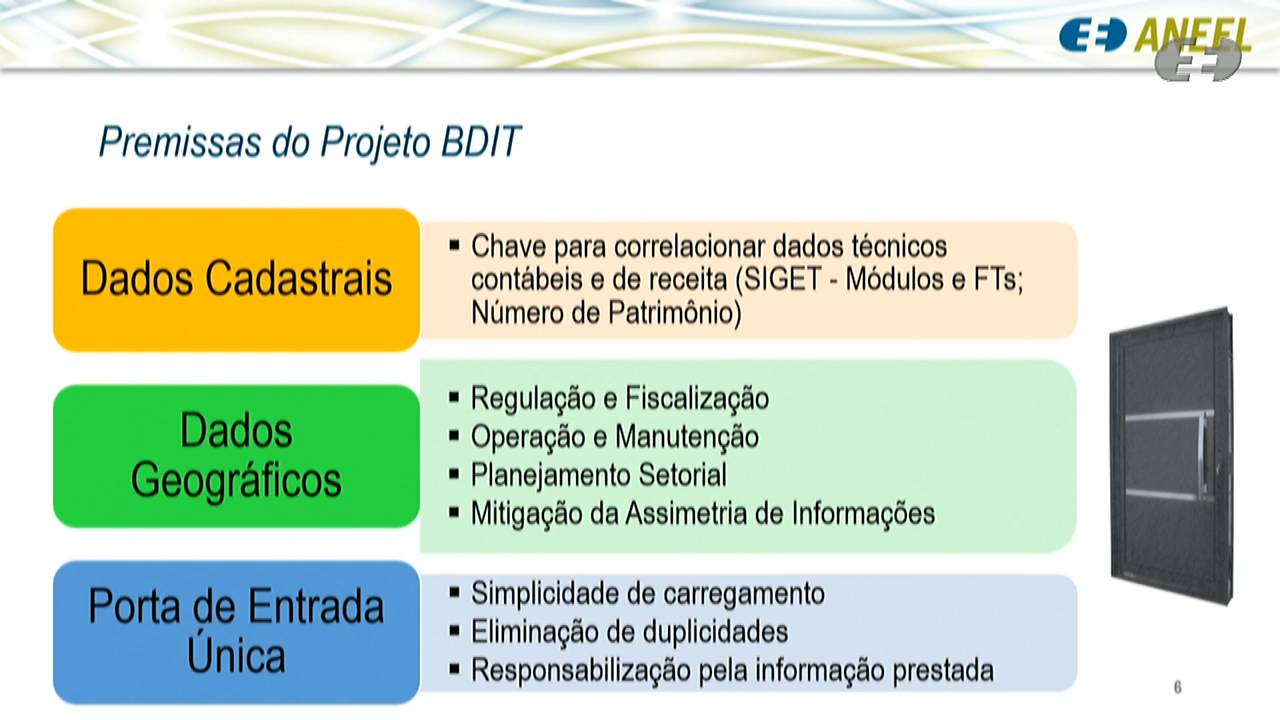 ANEEL
Premissas do Projeto BDIT
Dados Cadastrais
▪ Chave para correlacionar dados técnicos
contábeis e de receita (SIGET - Módulos e FTs;
Número de Patrimônio)
Dados
Geográficos
▪ Regulação e Fiscalização
▪ Operação e Manutenção
▪ Planejamento Setorial
▪ Mitigação da Assimetria de Informações
Porta de Entrada
Única
▪ Simplicidade de carregamento
▪ Eliminação de duplicidades
▪ Responsabilização pela informação prestada
6